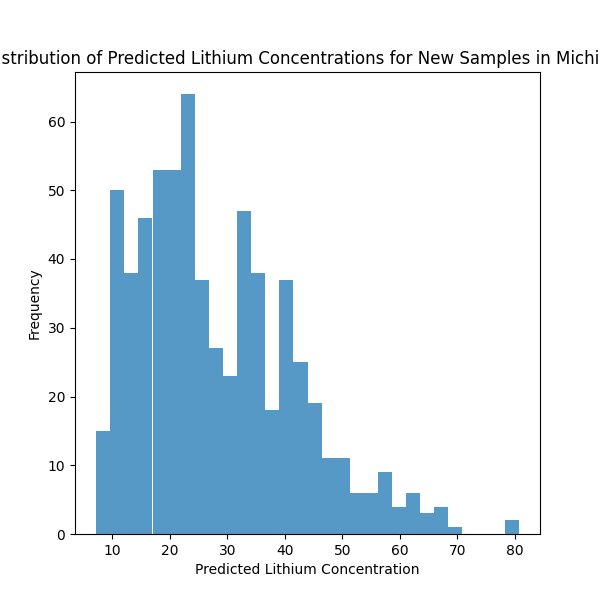 stribution of Predicted Lithium Concentrations for New Samples in Michi
60
50
40
30
20
10
0
Frequency
10 20 30 40 50 60 70 80
Predicted Lithium Concentration